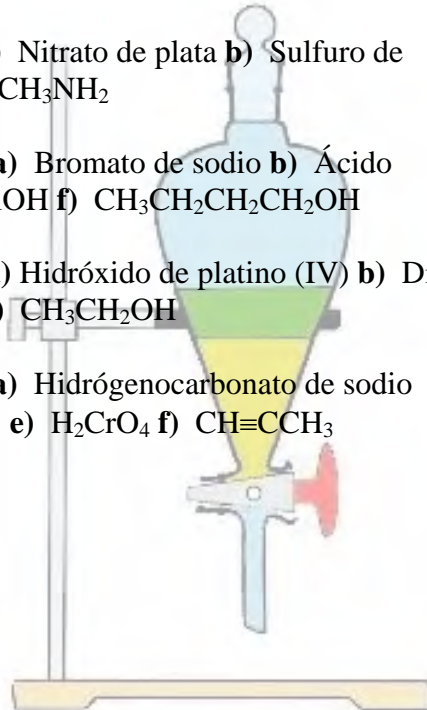 Nitrato de plata b) Sulfuro de
CH₃NH₂
a) Bromato de sodio b) Ácido
OH f) CH₃CH₂CH₂CH₂OH
) Hidróxido de platino (IV) b)
) CH₃CH₂OH
a) Hidrógenocarbonato de sodio
e) H₂CrO₄ f) CH≡CCH₃